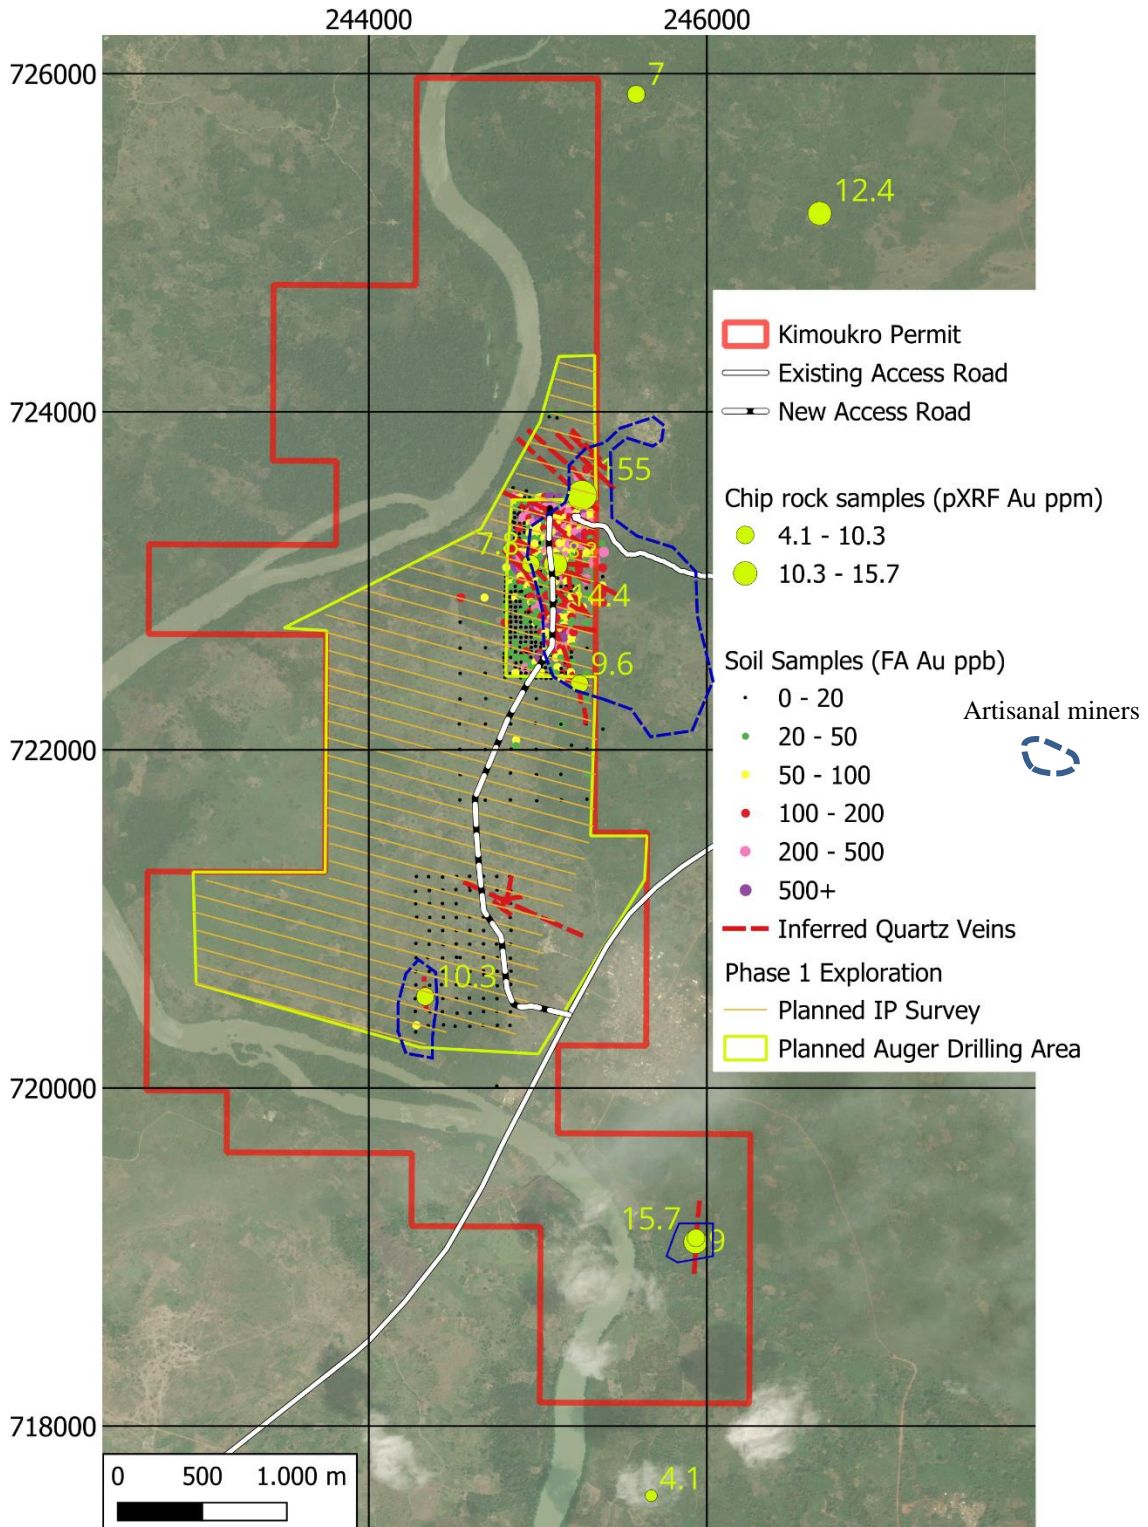 244000 246000
726000
7
12.4
Kimoukro Permit
Existing Access Road
724000
New Access Road
155
Chip rock samples (pXRF Au ppm)
4.1 - 10.3
7.8
10.3 - 15.7
14.4
Soil Samples (FA Au ppb)
9.6
0 - 20
Artisanal miners
20 - 50
722000
50 - 100
100 - 200
200 - 500
500+
Inferred Quartz Veins
10.3
Phase 1 Exploration
Planned IP Survey
Planned Auger Drilling Area
720000
15.7
9
718000
0 500 1.000 m
4.1